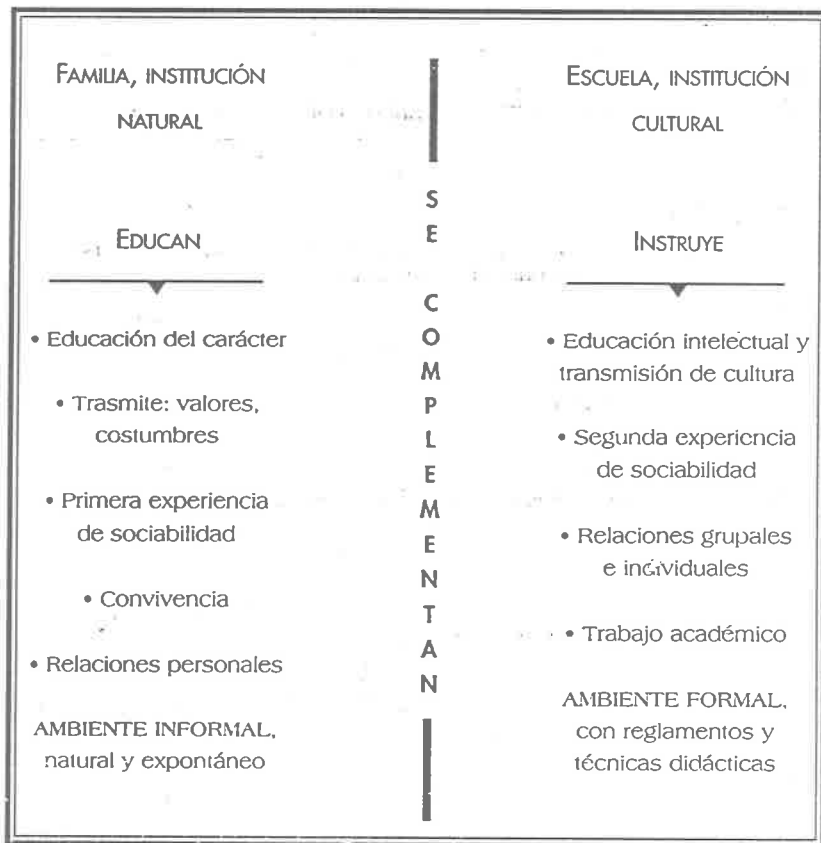 FAMILIA, INSTITUCIÓN
NATURAL
EDUCAN
• Educación del carácter
• Trasmite: valores,
costumbres
• Primera experiencia
de sociabilidad
• Convivencia
• Relaciones personales
AMBIENTE INFORMAL,
natural y expontáneo
SE COMPLEMENTAN
ESCUELA, INSTITUCIÓN
CULTURAL
INSTRUYE
• Educación intelectual y
transmisión de cultura
• Segunda experiencia
de sociabilidad
• Relaciones grupales
e individuales
• Trabajo académico
AMBIENTE FORMAL,
con reglamentos y
técnicas didácticas